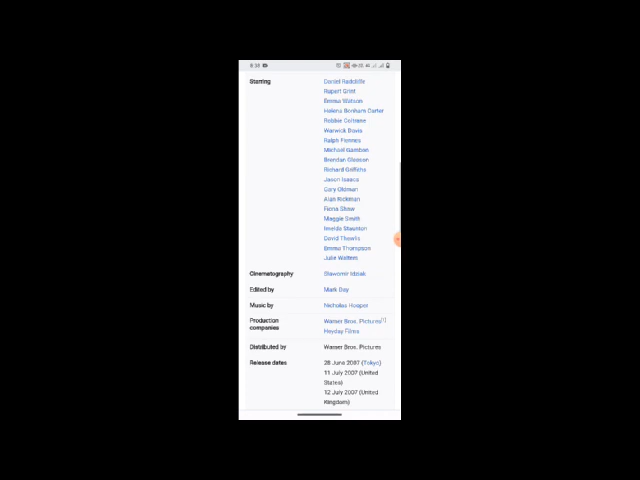 Starring
Daniel Radcliffe
Rupert Grint
Emma Watson
Helena Bonham Carter
Robbie Coltrane
Warwick Davis
Ralph Fiennes
Michael Gambon
Brendan Gleeson
Richard Griffiths
Jason Isaacs
Gary Oldman
Alan Rickman
Fiona Shaw
Maggie Smith
Imelda Staunton
David Thewlis
Emma Thompson
Julie Walters
Cinematography
Slawomir Idziak
Edited by
Mark Day
Music by
Nicholas Hooper
Production
companies
Warner Bros. Pictures[1]
Heyday Films
Distributed by
Warner Bros. Pictures
Release dates
28 June 2007 (Tokyo)
11 July 2007 (United
States)
12 July 2007 (United
Kingdom)